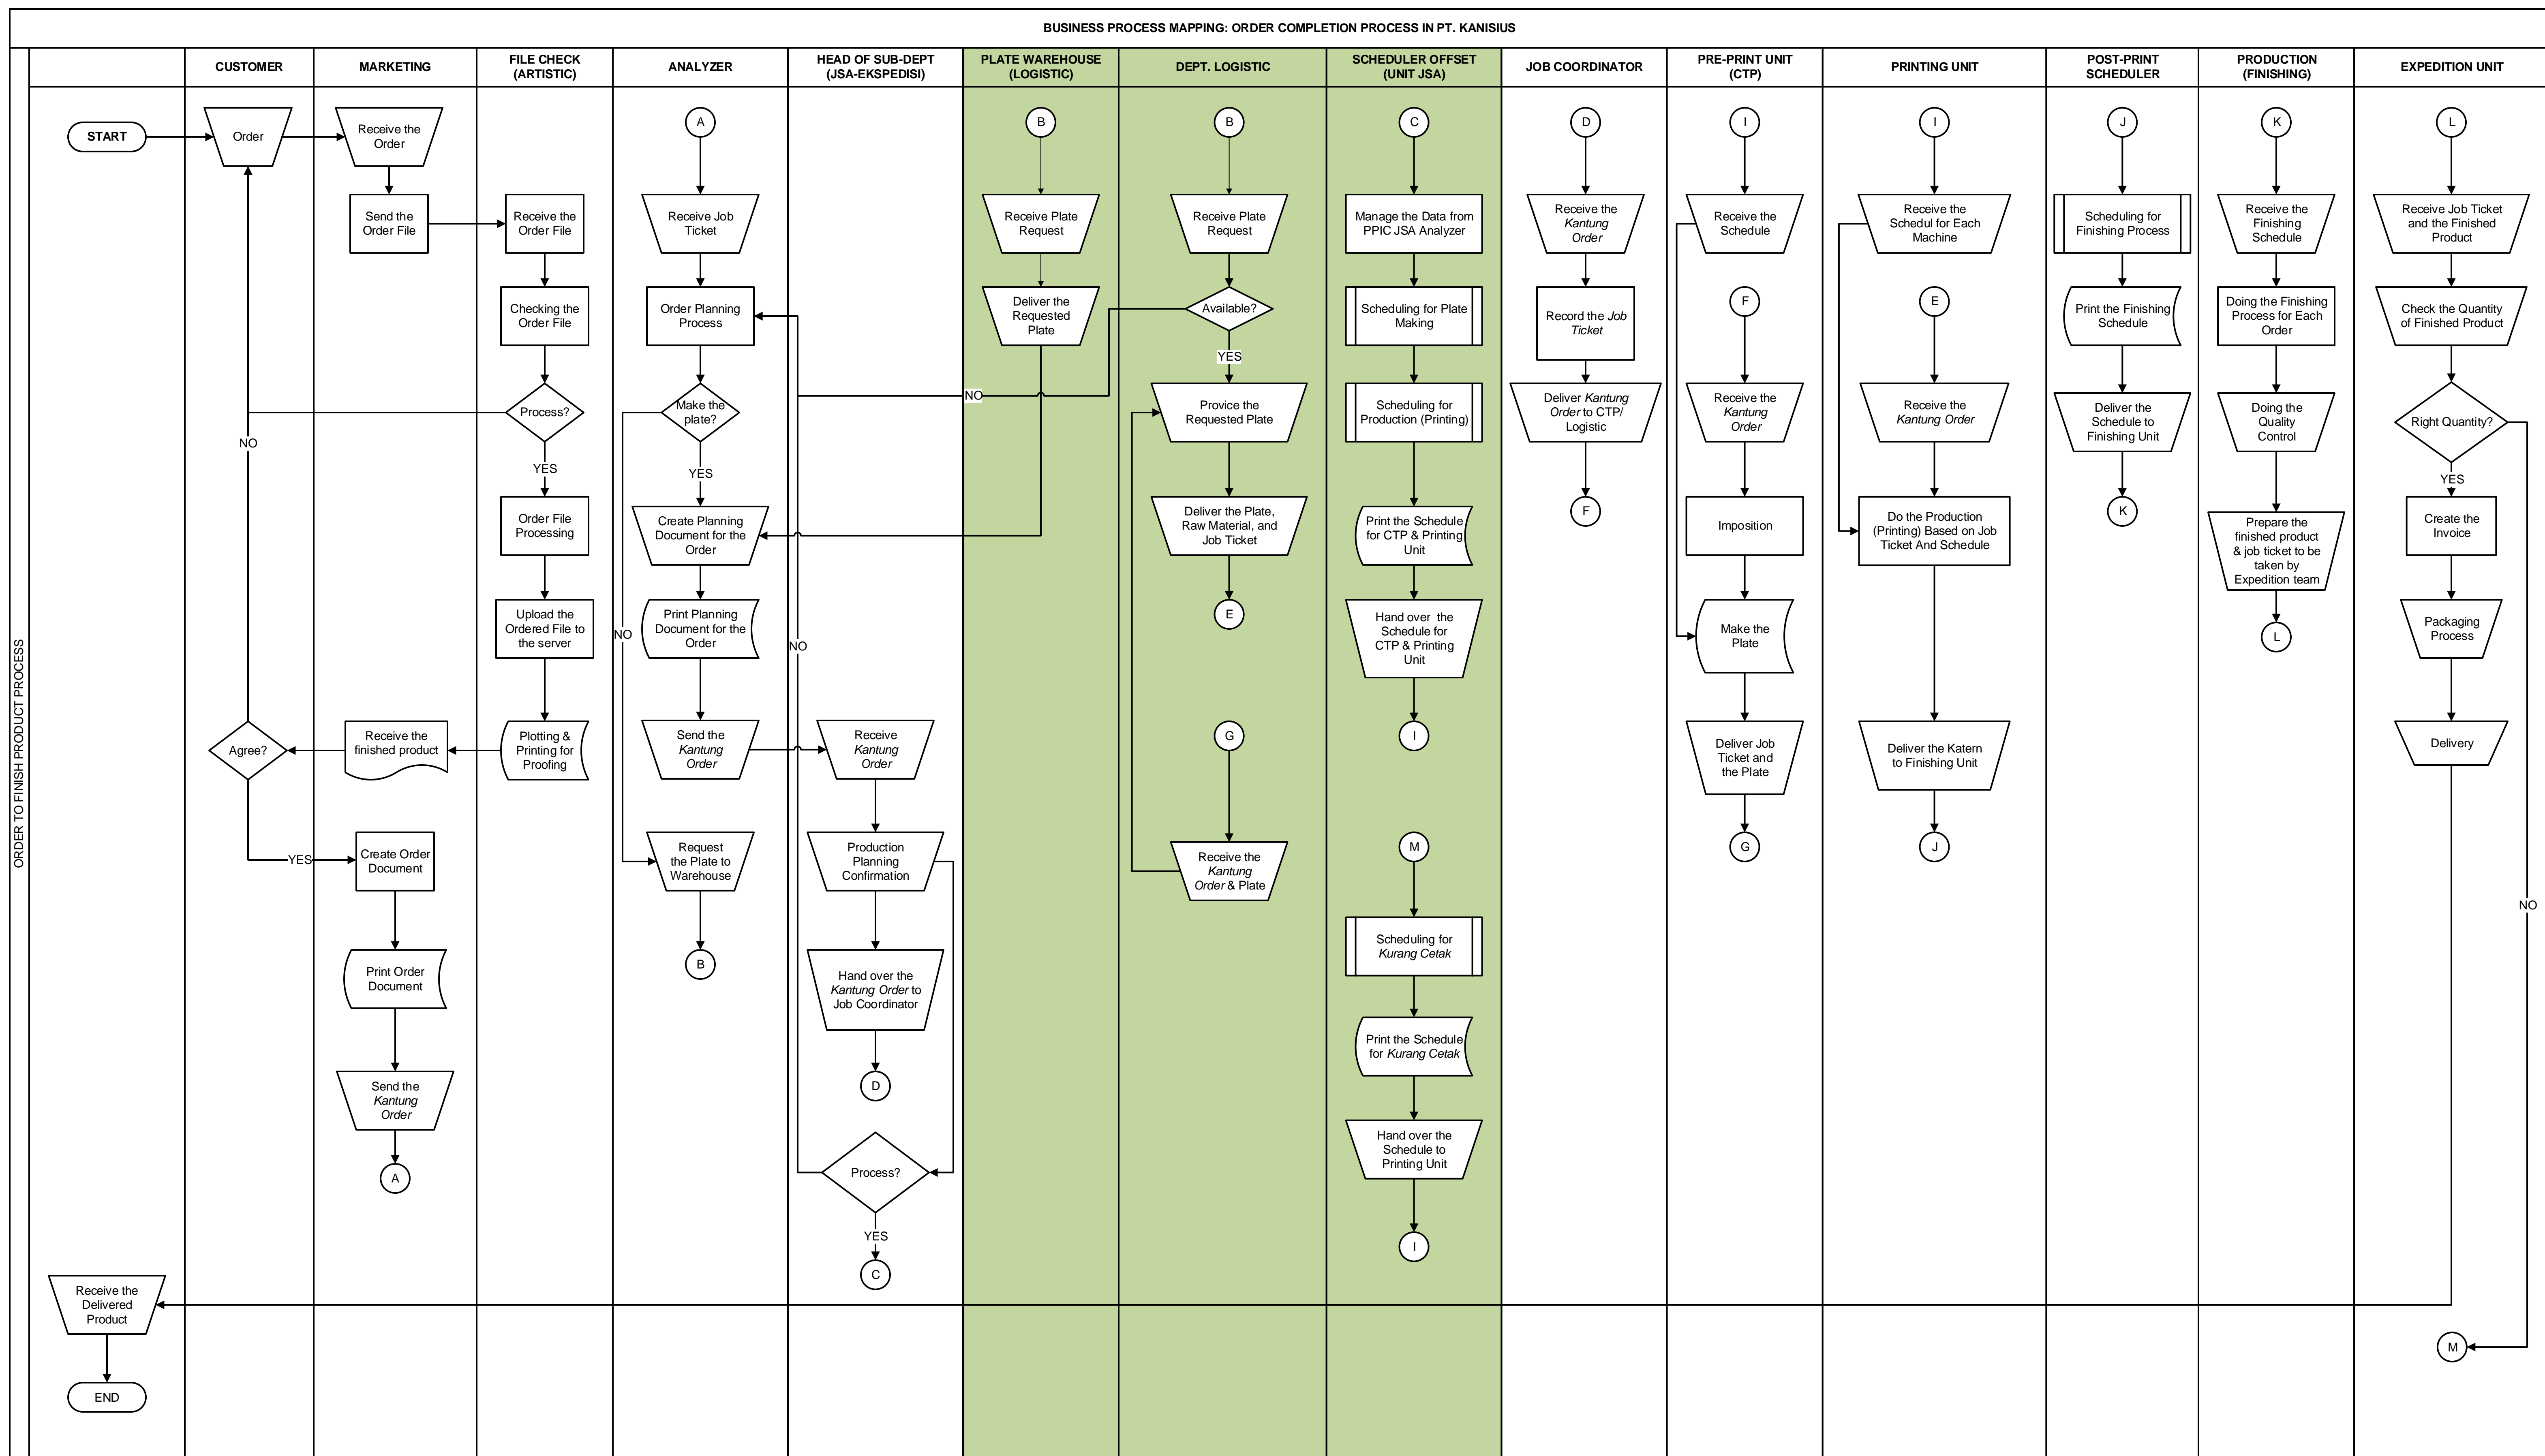 BUSINESS PROCESS MAPPING: ORDER COMPLETION PROCESS IN PT. KANISIUS
ORDER TO FINISH PRODUCT PROCESS
START
Receive the
Delivered
Product
END
CUSTOMER
Order
NO
Agree?
YES
MARKETING
Receive the
Order
Send the
Order File
Receive the
finished product
Create Order
Document
Print Order
Document
Send the
Kantung
Order
A
FILE CHECK
(ARTISTIC)
Receive the
Order File
Checking the
Order File
Process?
YES
Order File
Processing
Upload the
Ordered File to
the server
Plotting &
Printing for
Proofing
ANALYZER
A
Receive Job
Ticket
Order Planning
Process
Make the
plate?
YES
NO
Create Planning
Document for the
Order
Print Planning
Document for the
Order
Send the
Kantung
Order
Request
the Plate to
Warehouse
B
HEAD OF SUB-DEPT
(JSA-EKSPEDISI)
NO
Receive
Kantung
Order
Production
Planning
Confirmation
Hand over the
Kantung Order to
Job Coordinator
D
Process?
YES
C
PLATE WAREHOUSE
(LOGISTIC)
B
Receive Plate
Request
Deliver the
Requested
Plate
NO
DEPT. LOGISTIC
B
Receive Plate
Request
Available?
YES
Provice the
Requested Plate
Deliver the Plate,
Raw Material, and
Job Ticket
E
G
Receive the
Kantung
Order & Plate
SCHEDULER OFFSET
(UNIT JSA)
C
Manage the Data from
PPIC JSA Analyzer
Scheduling for Plate
Making
Scheduling for
Production (Printing)
Print the Schedule
for CTP & Printing
Unit
Hand over the
Schedule for
CTP & Printing
Unit
I
M
Scheduling for
Kurang Cetak
Print the Schedule
for Kurang Cetak
Hand over the
Schedule to
Printing Unit
I
JOB COORDINATOR
D
Receive the
Kantung
Order
Record the Job
Ticket
Deliver Kantung
Order to CTP/
Logistic
F
PRE-PRINT UNIT
(CTP)
I
Receive the
Schedule
F
Receive the
Kantung
Order
Imposition
Make the
Plate
Deliver Job
Ticket and
the Plate
G
PRINTING UNIT
I
Receive the
Schedul for Each
Machine
E
Receive the
Kantung Order
Do the Production
(Printing) Based on Job
Ticket And Schedule
Deliver the Katern
to Finishing Unit
J
POST-PRINT
SCHEDULER
J
Scheduling for
Finishing Process
Print the Finishing
Schedule
Deliver the
Schedule to
Finishing Unit
K
PRODUCTION
(FINISHING)
K
Receive the
Finishing
Schedule
Doing the Finishing
Process for Each
Order
Doing the
Quality
Control
Prepare the
finished product
& job ticket to be
taken by
Expedition team
L
EXPEDITION UNIT
L
Receive Job Ticket
and the Finished
Product
Check the Quantity
of Finished Product
Right Quantity?
YES
Create the
Invoice
Packaging
Process
Delivery
NO
M